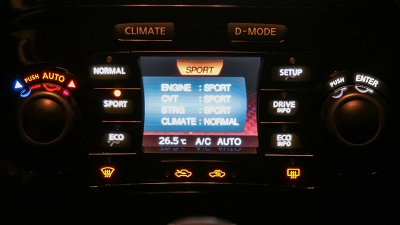 CLIMATE
D-MODE
PUSH AUTO
NORMAL
SPORT
ECO
SPORT
ENGINE : SPORT
CVT : SPORT
STRG : SPORT
CLIMATE : NORMAL
26.5℃ A/C AUTO
SETUP
DRIVE
INFO
ECO
INFO
PUSH ENTER